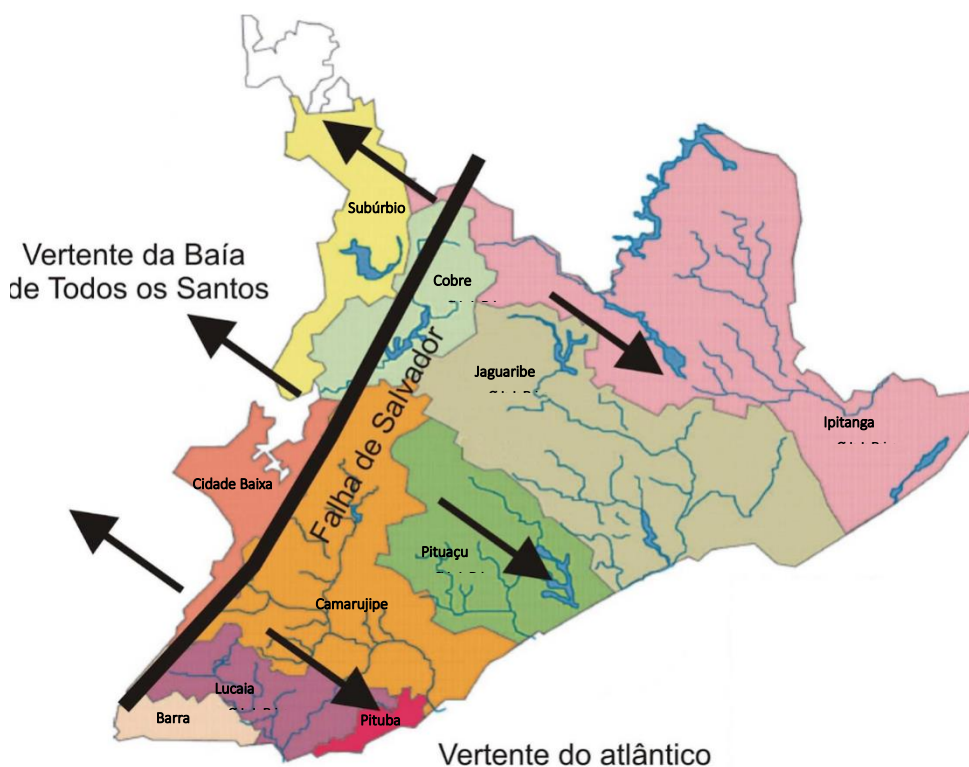 Subúrbio
Vertente da Baía
de Todos os Santos
Cobre
Falha de Salvador
Jaguaribe
Ipitanga
Cidade Baixa
Pituaçu
Camarujipe
Lucaia
Barra
Pituba
Vertente do atlântico